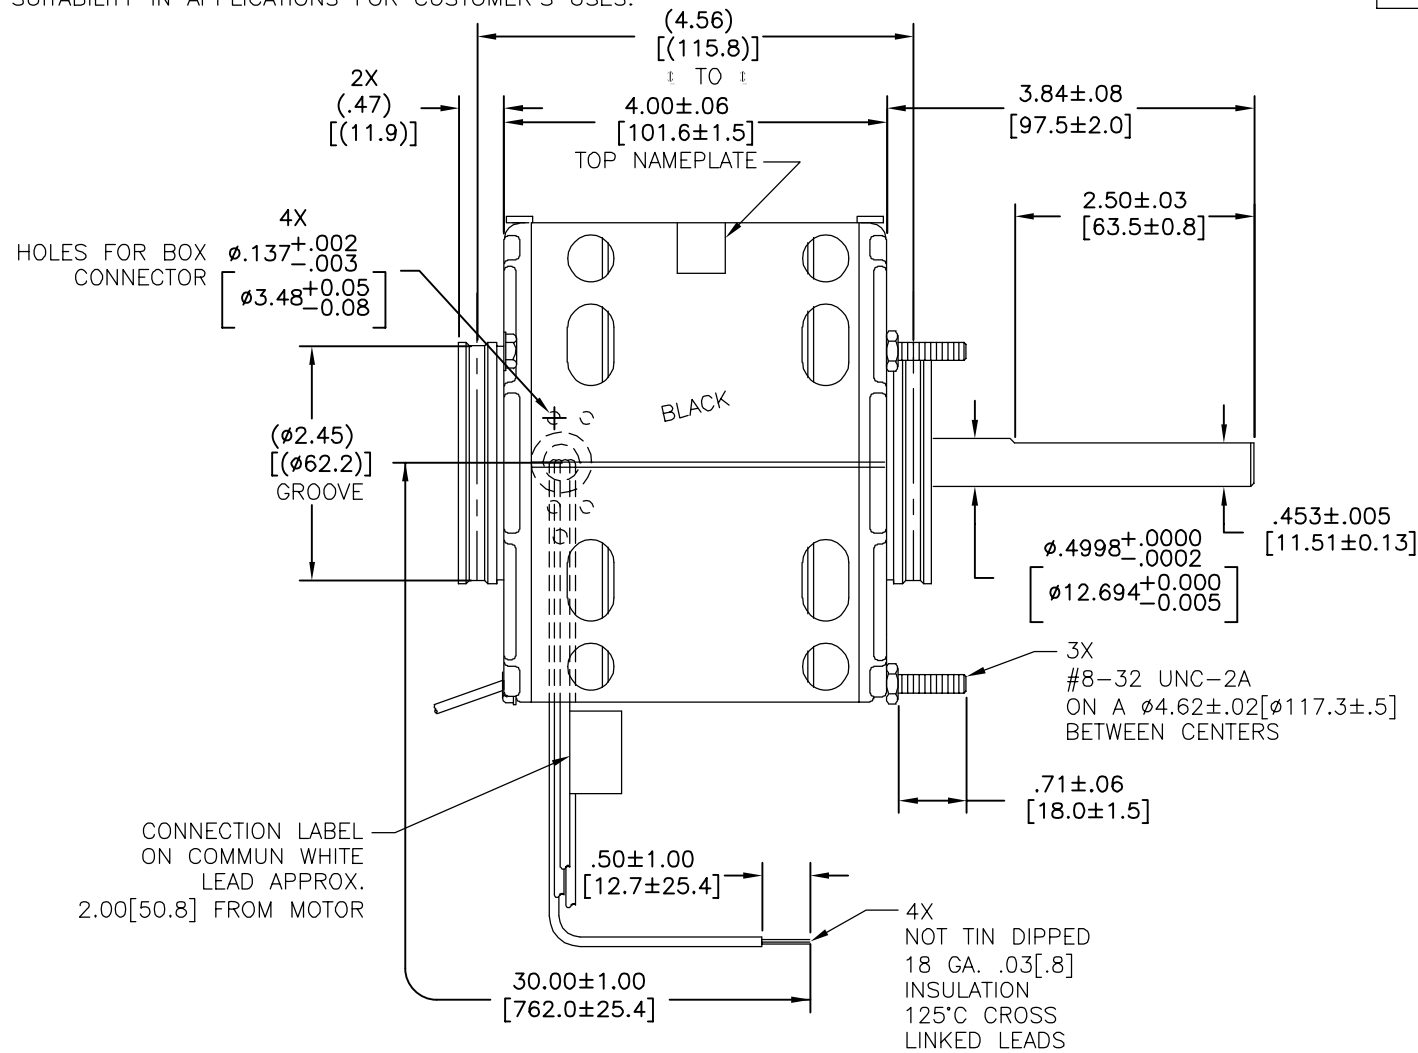 SUITABILITY IN APPLICATIONS FOR CUSTOMER'S USES.
(4.56)
[(115.8)]
℄ TO ℄
2X
(.47)
[(11.9)]
4.00±.06
[101.6±1.5]
3.84±.08
[97.5±2.0]
TOP NAMEPLATE
2.50±.03
[63.5±0.8]
4X
HOLES FOR BOX
CONNECTOR
ø.137+.002
-.003
[ø3.48+0.05
-0.08]
BLACK
(ø2.45)
[(ø62.2)]
GROOVE
.453±.005
[11.51±0.13]
ø.4998+.0000
-.0002
[ø12.694+0.000
-0.005]
3X
#8-32 UNC-2A
ON A ø4.62±.02[ø117.3±.5]
BETWEEN CENTERS
.71±.06
[18.0±1.5]
CONNECTION LABEL
ON COMMUN WHITE
LEAD APPROX.
2.00[50.8] FROM MOTOR
.50±1.00
[12.7±25.4]
4X
NOT TIN DIPPED
18 GA. .03[.8]
INSULATION
125°C CROSS
LINKED LEADS
30.00±1.00
[762.0±25.4]